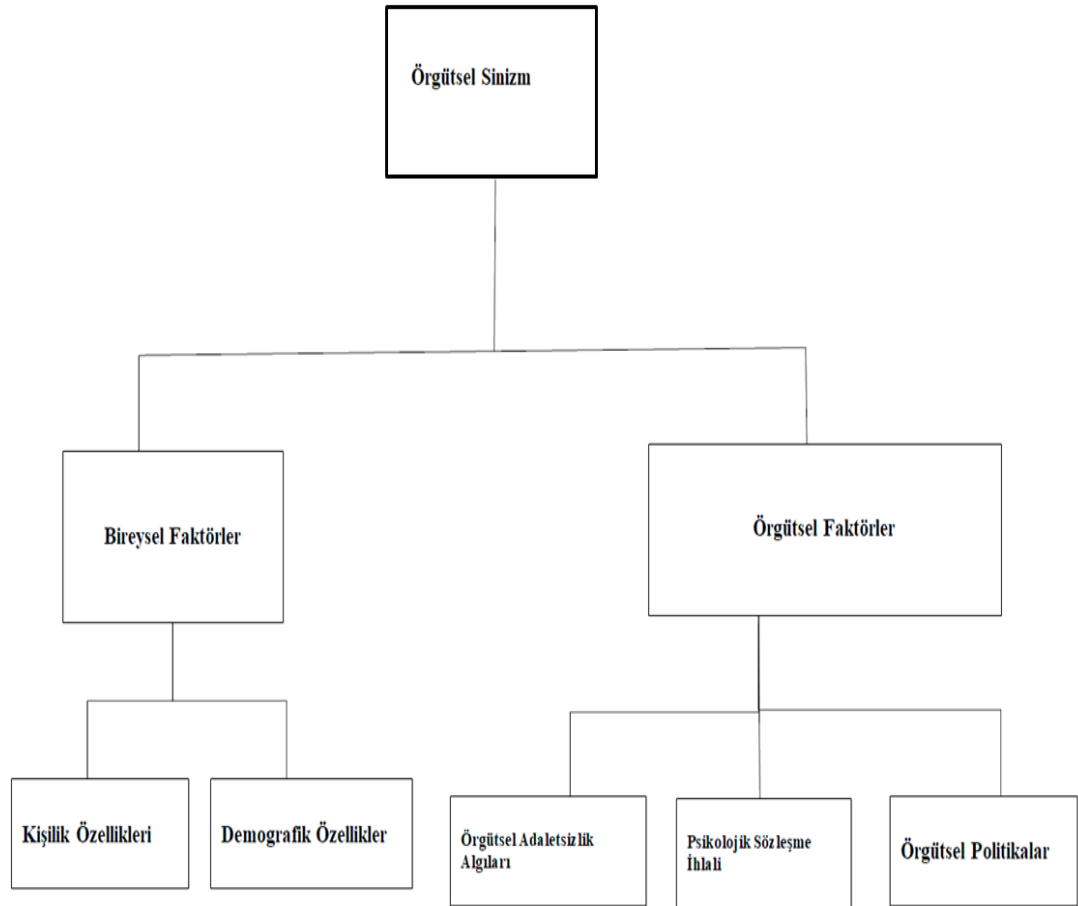 Örgütsel Sinizm
Bireysel Faktörler
Örgütsel Faktörler
Kişilik Özellikleri
Demografik Özellikler
Örgütsel Adaletsizlik
Algıları
Psikolojik Sözleşme
İhlali
Örgütsel Politikalar